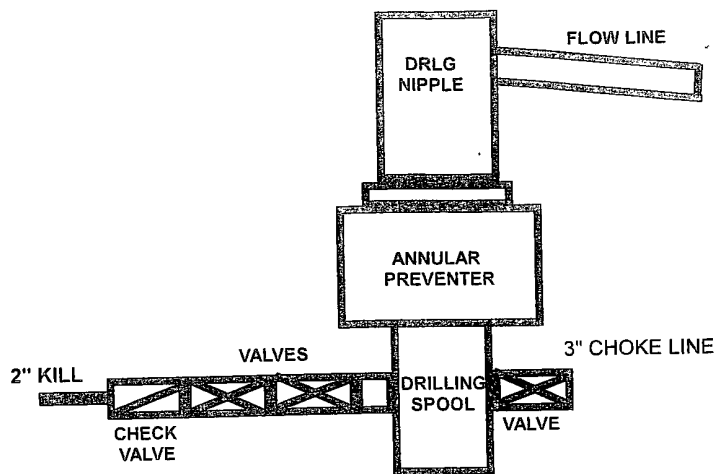 FLOW LINE
DRLG
NIPPLE
ANNULAR
PREVENTER
3" CHOKE LINE
VALVES
2" KILL
DRILLING
SPOOL
VALVE
CHECK
VALVE